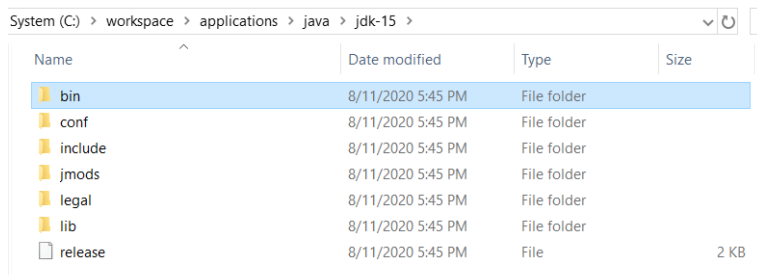 System (C:) > workspace > applications > java > jdk-15 >
Name Date modified Type Size
bin 8/11/2020 5:45 PM File folder
conf 8/11/2020 5:45 PM File folder
include 8/11/2020 5:45 PM File folder
jmods 8/11/2020 5:45 PM File folder
legal 8/11/2020 5:45 PM File folder
lib 8/11/2020 5:45 PM File folder
release 8/11/2020 5:45 PM File 2 KB